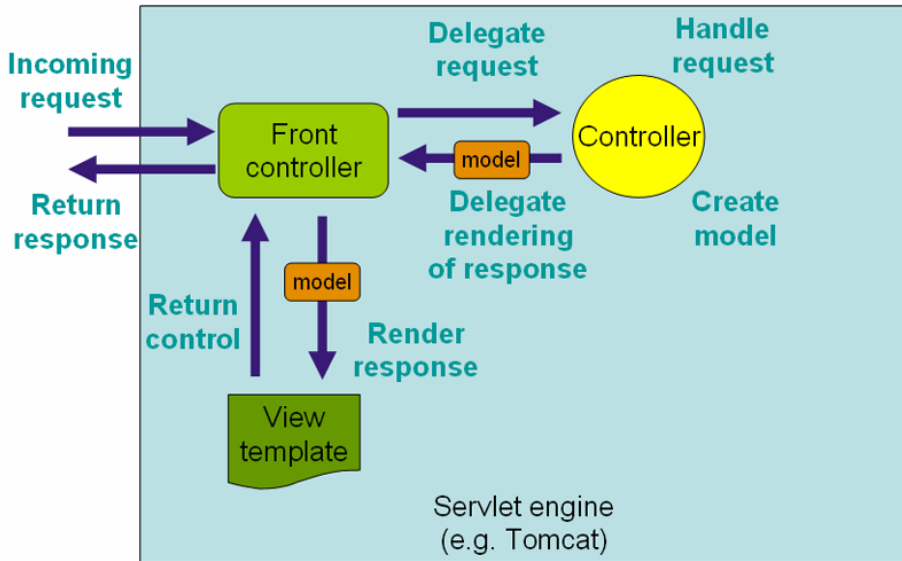 Incoming
request
Return
response
Front
controller
Delegate
request
Handle
request
Controller
model
Delegate
rendering
of response
Create
model
model
Return
control
Render
response
View
template
Servlet engine
(e.g. Tomcat)